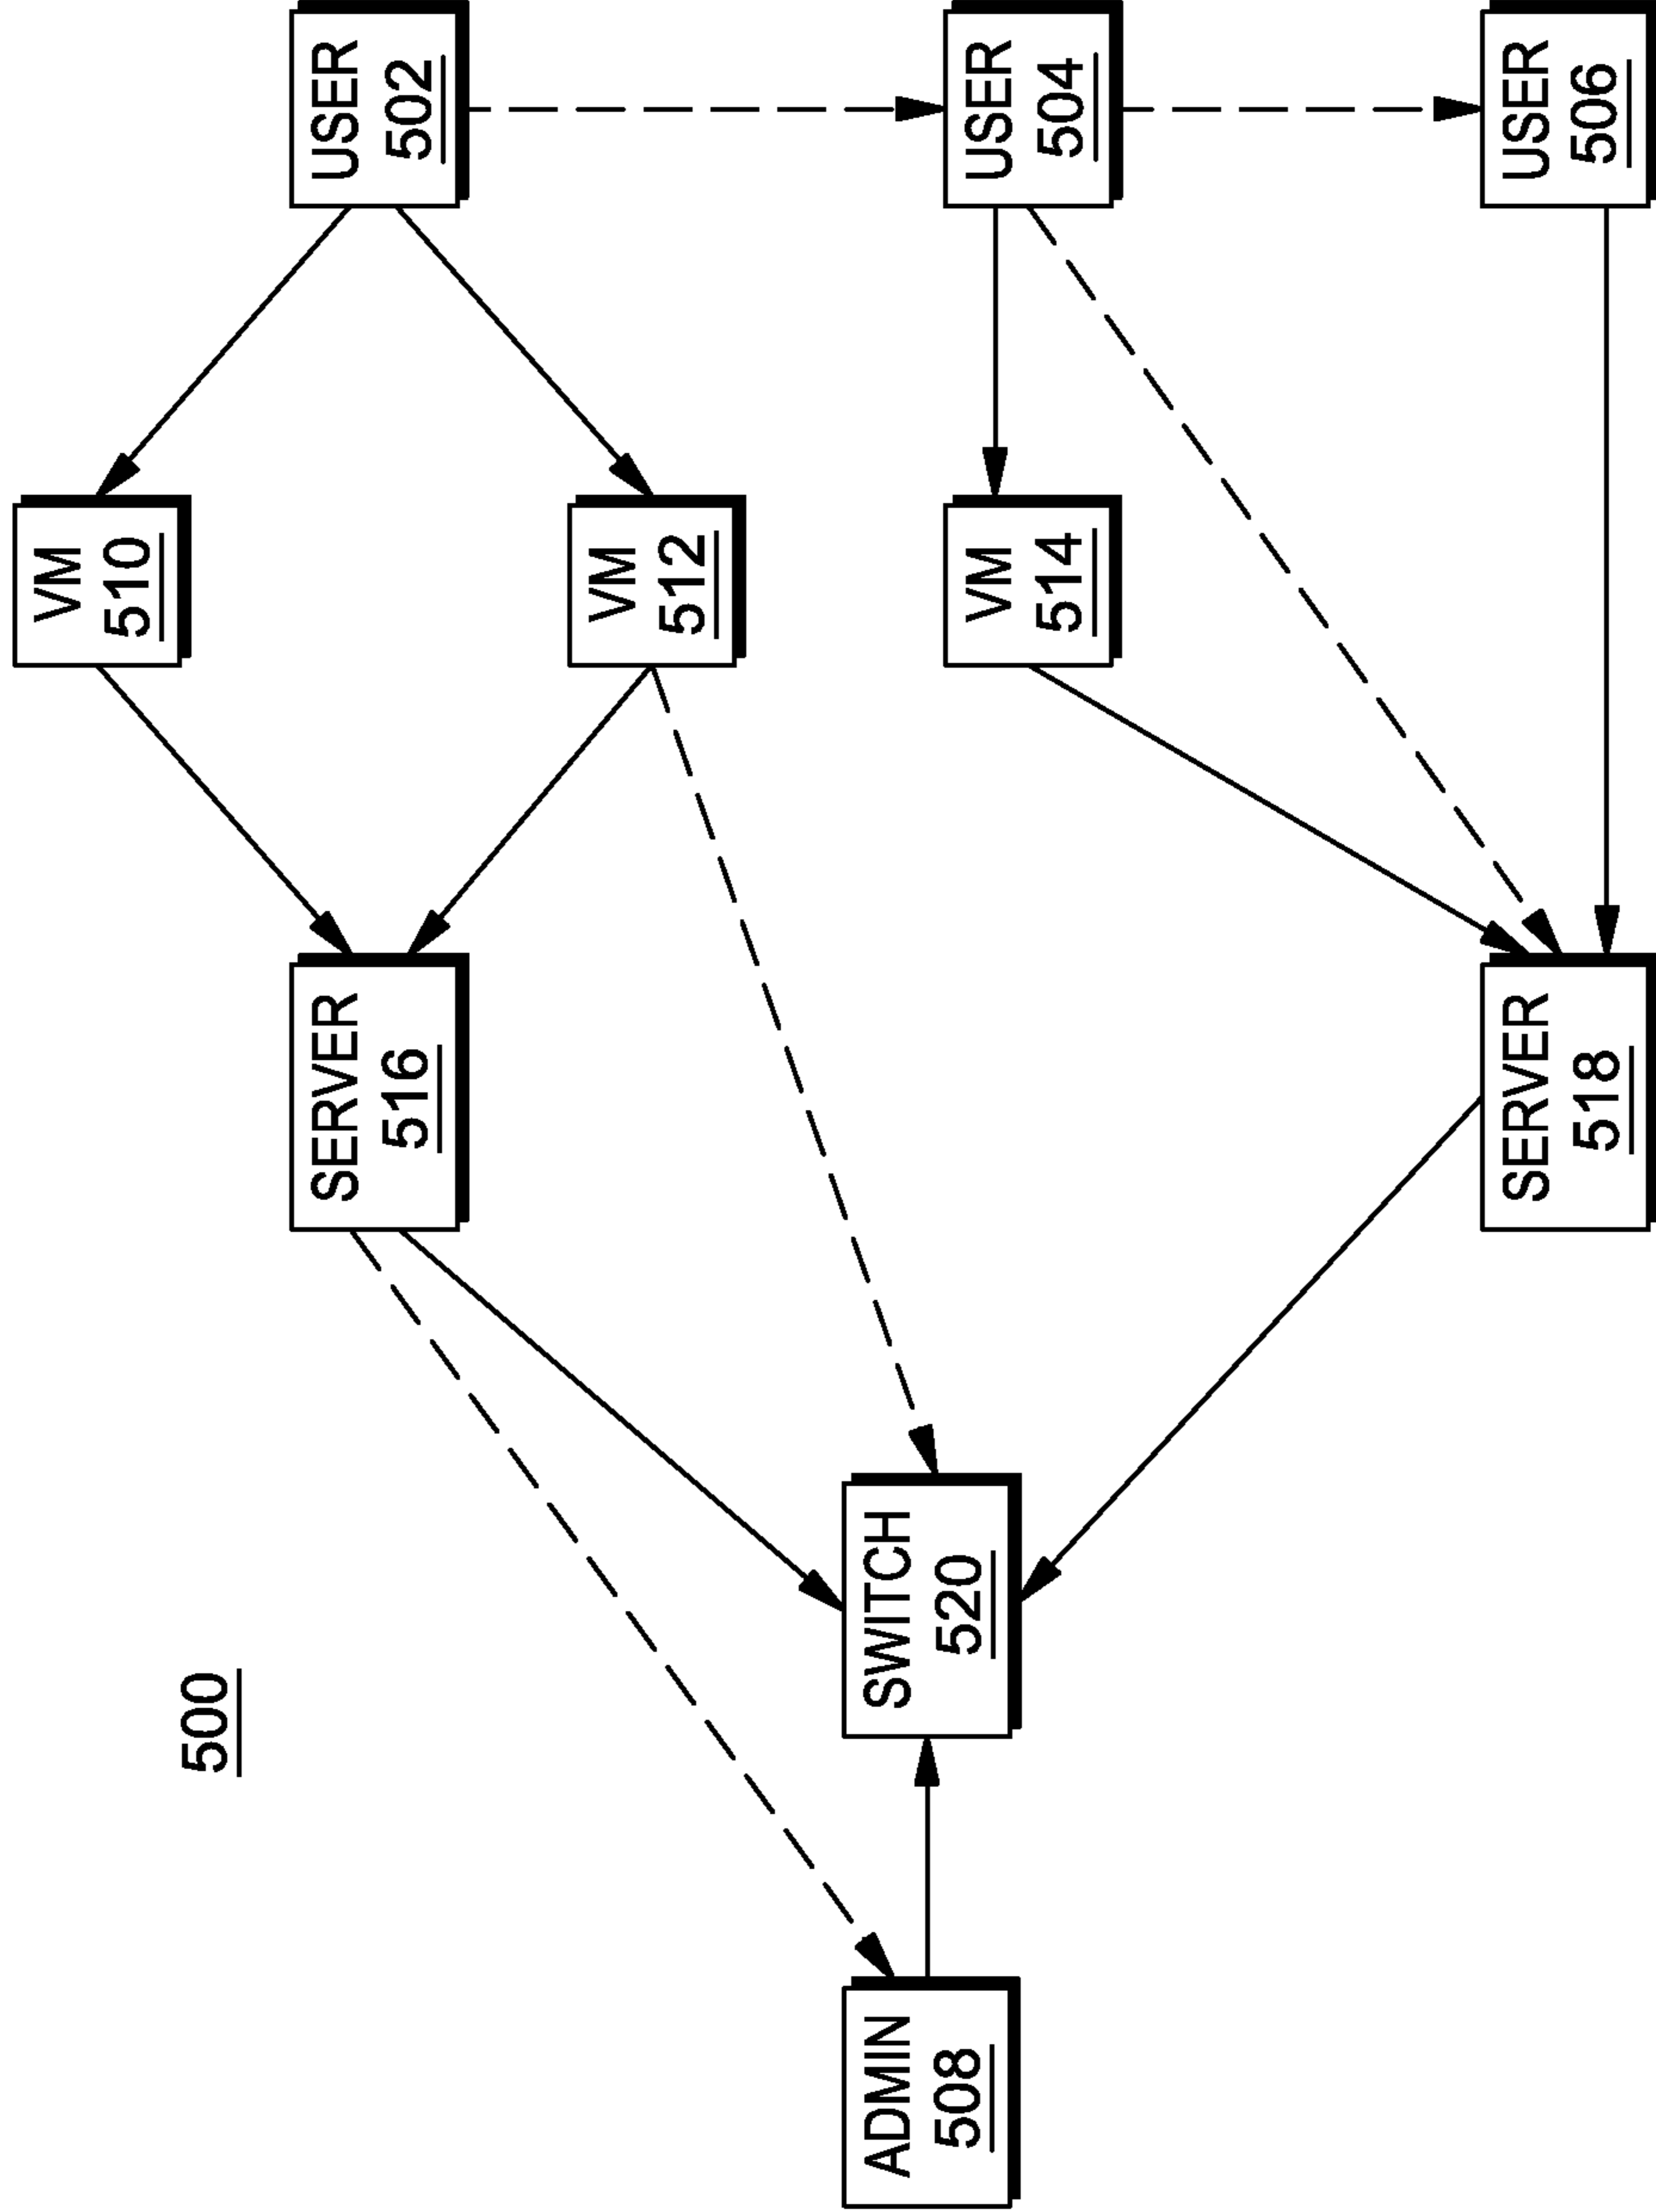 500
USER
502
USER
504
USER
506
VM
510
VM
512
VM
514
SERVER
516
SERVER
518
SWITCH
520
ADMIN
508